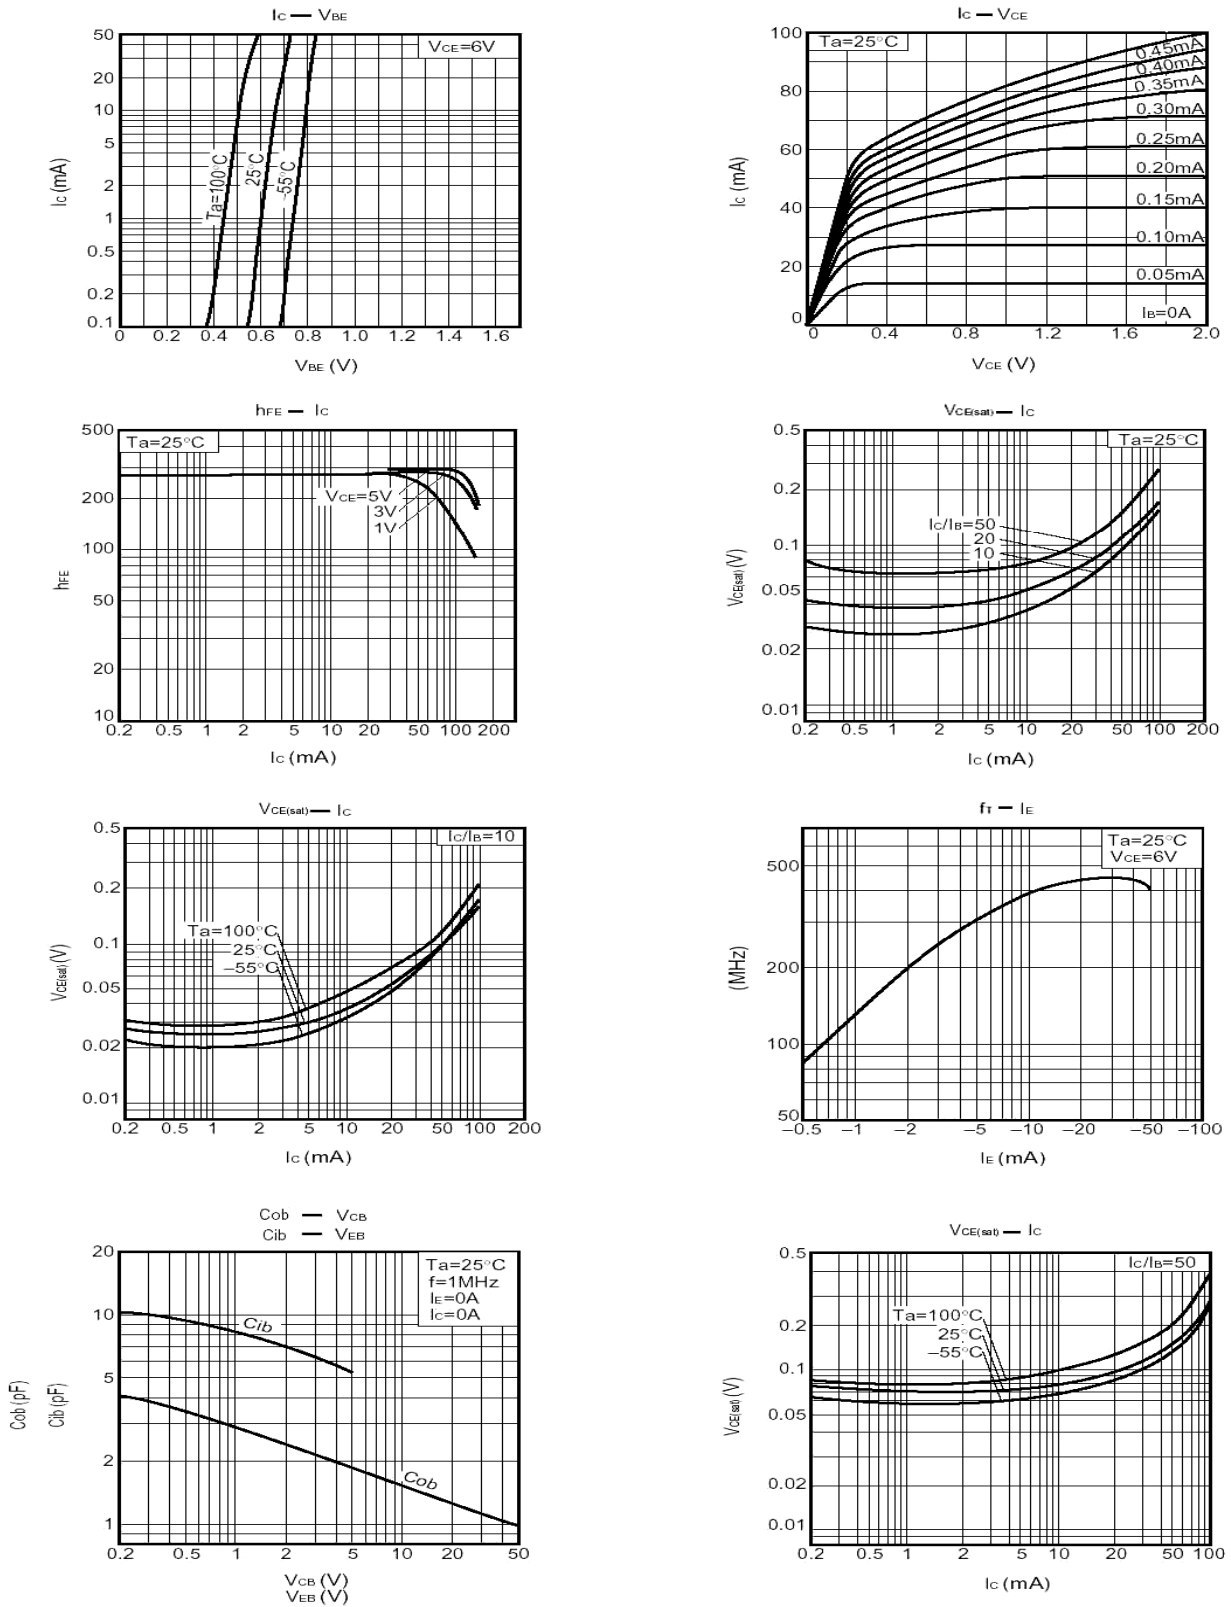 IC — VBE
50
20
10
5
2
1
0.5
0.2
0.1
IC (mA)
VCE=6V
Ta=100°C
25°C
-55°C
0 0.2 0.4 0.6 0.8 1.0 1.2 1.4 1.6
VBE (V)
IC — VCE
100
80
60
40
20
0
IC (mA)
Ta=25°C
0.45mA
0.40mA
0.35mA
0.30mA
0.25mA
0.20mA
0.15mA
0.10mA
0.05mA
IB=0A
0 0.4 0.8 1.2 1.6 2.0
VCE (V)
hFE — IC
500
200
100
50
20
10
hFE
Ta=25°C
VCE=5V
3V
1V
0.2 0.5 1 2 5 10 20 50 100 200
IC (mA)
VCE(sat) — IC
0.5
0.2
0.1
0.05
0.02
0.01
VCE(sat) (V)
Ta=25°C
IC/IB=50
20
10
0.2 0.5 1 2 5 10 20 50 100 200
IC (mA)
VCE(sat) — IC
0.5
0.2
0.1
0.05
0.02
0.01
VCE(sat) (V)
IC/IB=10
Ta=100°C
25°C
−55°C
0.2 0.5 1 2 5 10 20 50 100 200
IC (mA)
fT — IE
500
200
100
50
(MHz)
Ta=25°C
VCE=6V
−0.5 −1 −2 −5 −10 −20 −50 −100
IE (mA)
Cob — VCB
Cib — VEB
20
10
5
2
1
Cob (pF)
Cib (pF)
Ta=25°C
f=1MHz
IE=0A
IC=0A
Cib
Cob
0.2 0.5 1 2 5 10 20 50
VCB (V)
VEB (V)
VCE(sat) — IC
0.5
0.2
0.1
0.05
0.02
0.01
VCE(sat) (V)
IC/IB=50
Ta=100°C
25°C
−55°C
0.2 0.5 1 2 5 10 20 50 100
IC (mA)